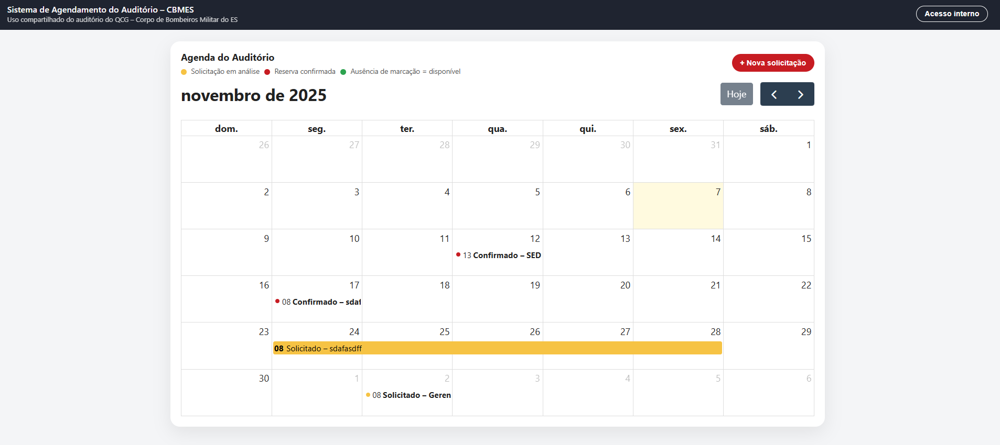 Sistema de Agendamento do Auditório – CBMES
Uso compartilhado do auditório do QCG – Corpo de Bombeiros Militar do ES
Acesso interno
Agenda do Auditório
Solicitação em análise Reserva confirmada Ausência de marcação = disponível
+ Nova solicitação
novembro de 2025
Hoje
dom. seg. ter. qua. qui. sex. sáb.
26 27 28 29 30 31 1
2 3 4 5 6 7 8
9 10 11 12 13 14 15
13 Confirmado – SED
16 17 18 19 20 21 22
08 Confirmado – sdaf
23 24 25 26 27 28 29
08 Solicitado – sdafasdff
30 1 2 3 4 5 6
08 Solicitado – Geren